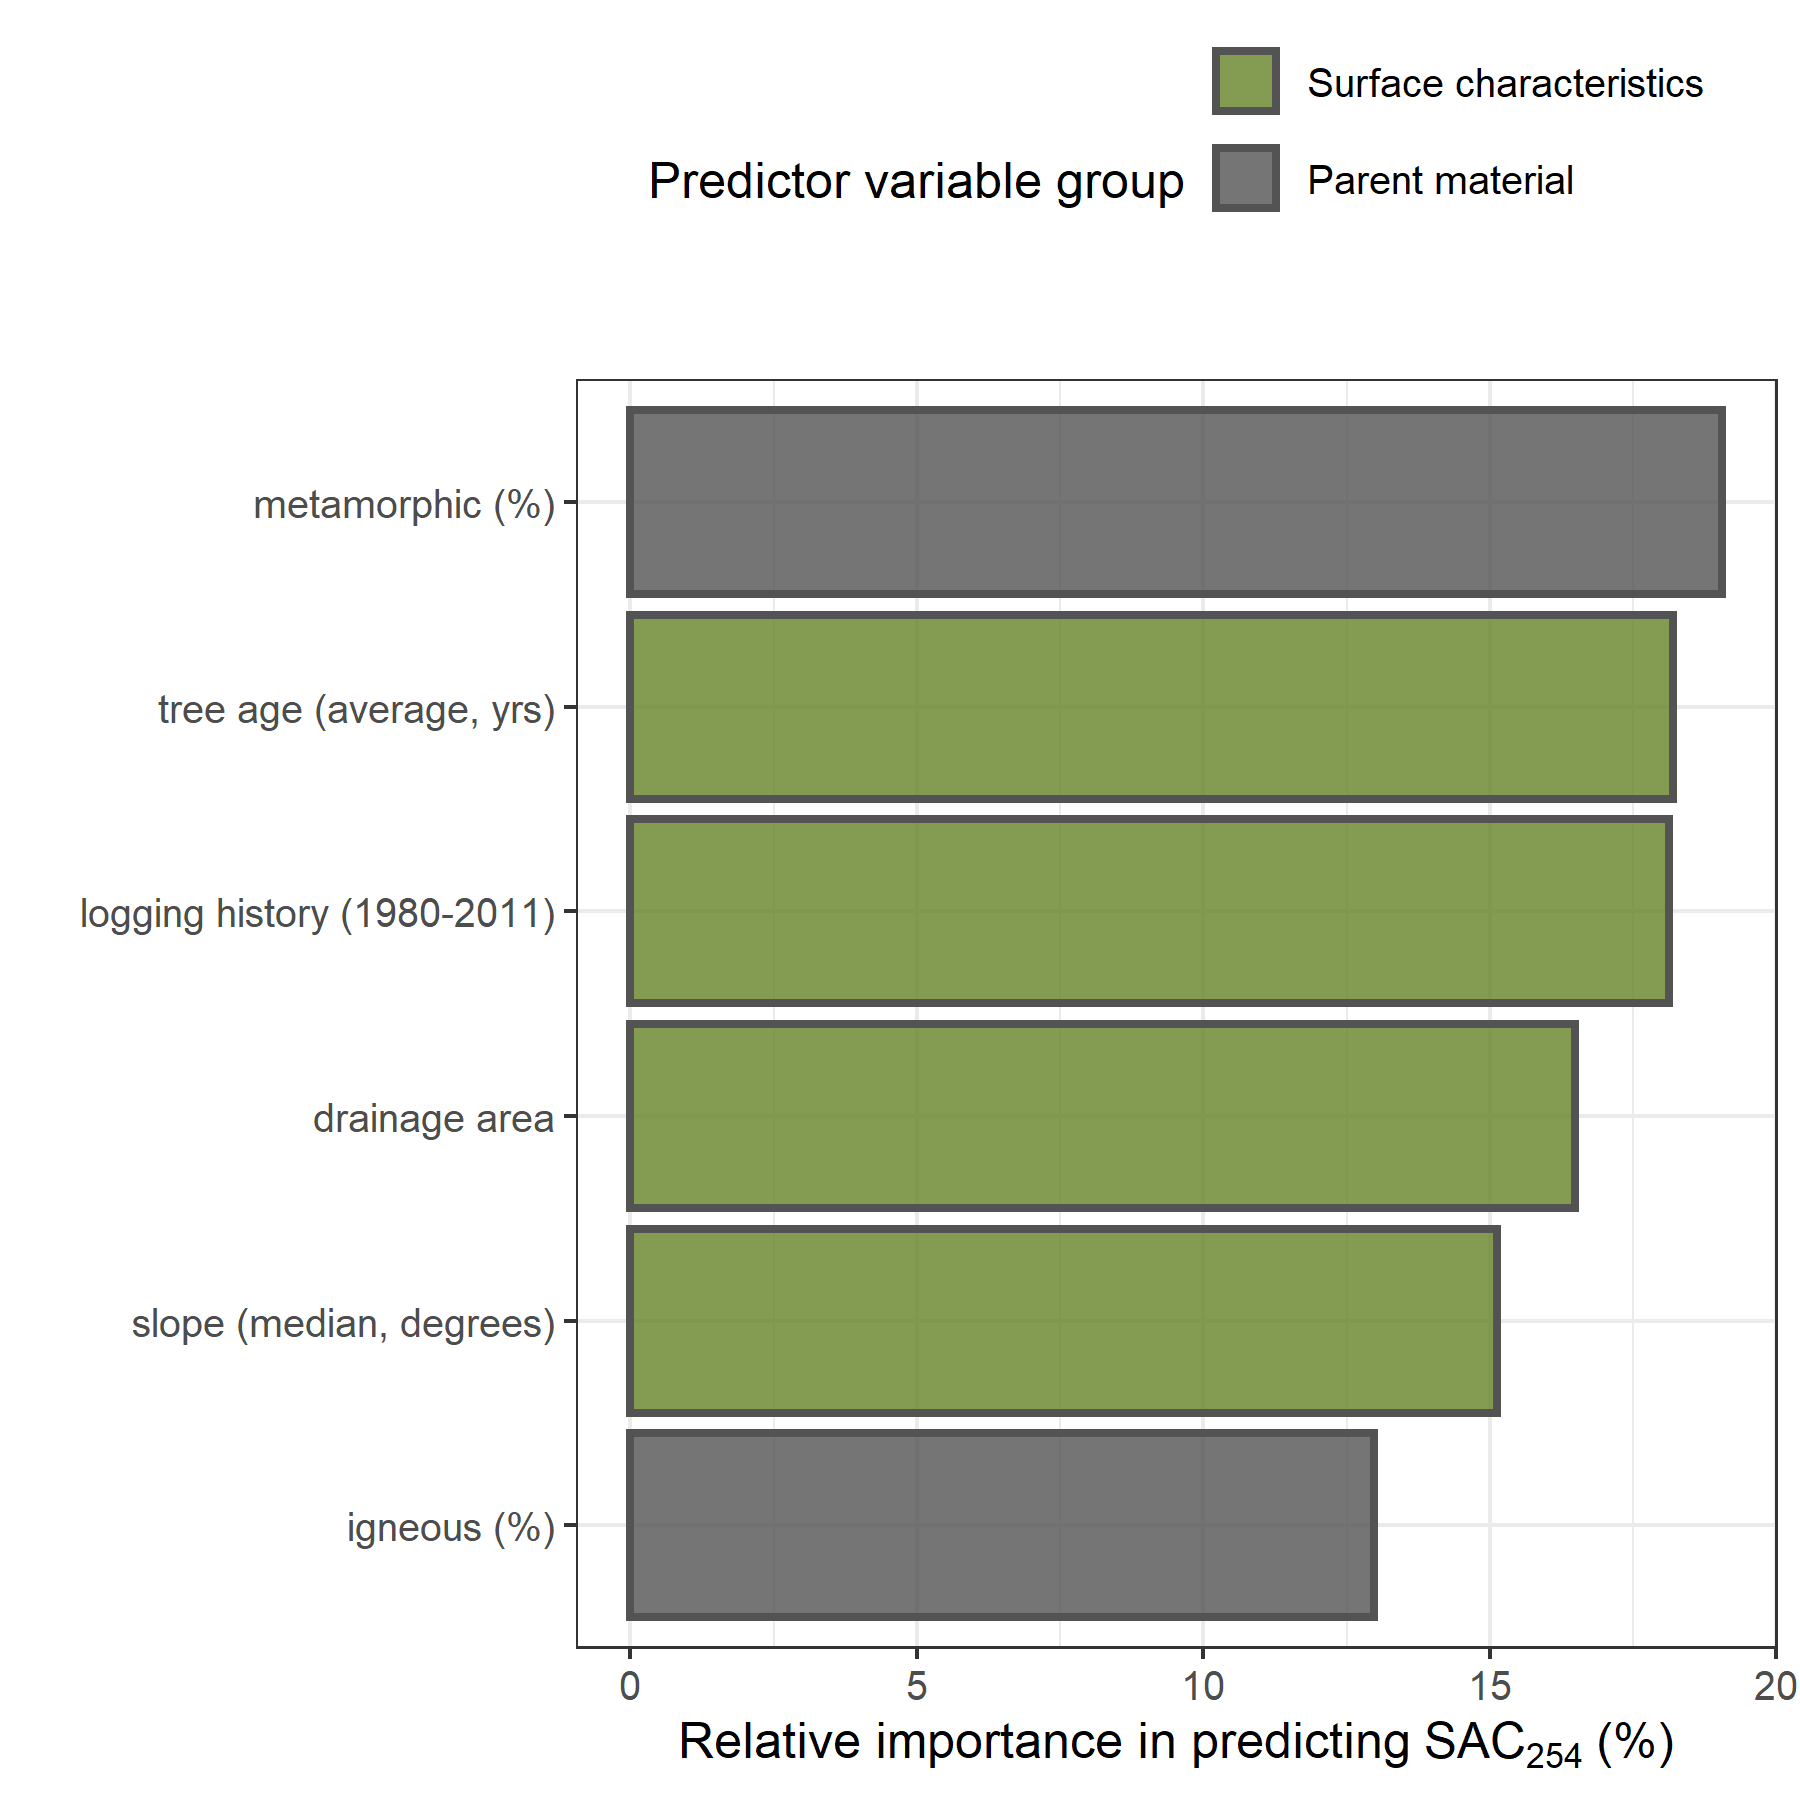 Surface characteristics
Predictor variable group
Parent material
metamorphic (%)
tree age (average, yrs)
logging history (1980-2011)
drainage area
slope (median, degrees)
igneous (%)
0 5 10 15 20
Relative importance in predicting SAC₂₅₄ (%)